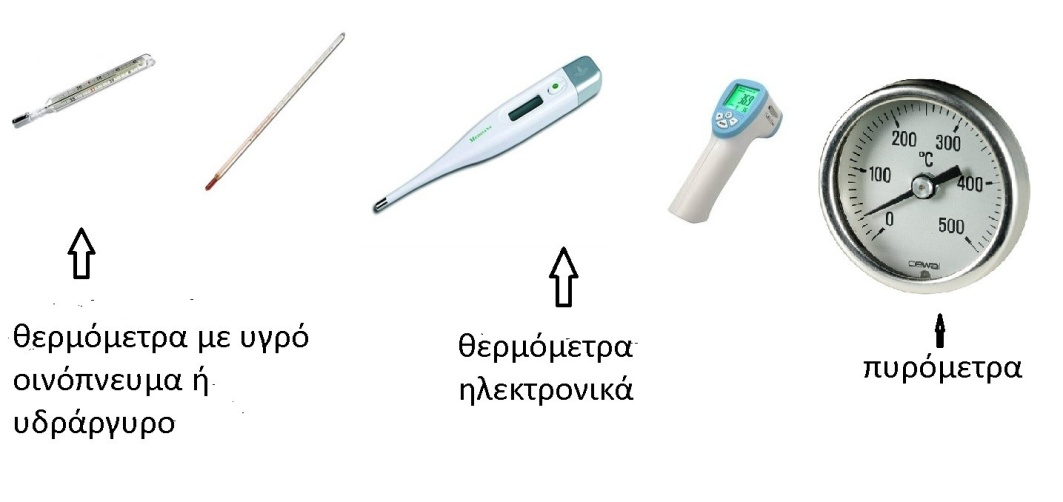 200 300
°C
100 400
0 500
θερμόμετρα με υγρό
οινόπνευμα ή
υδράργυρο
θερμόμετρα
ηλεκτρονικά
πυρόμετρα